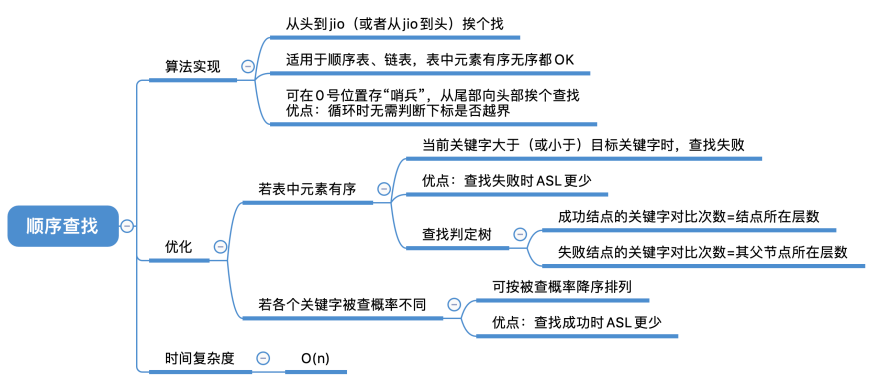 顺序查找
算法实现
从头到jio（或者从jio到头）挨个找
适用于顺序表、链表，表中元素有序无序都OK
可在0号位置存“哨兵”，从尾部向头部挨个查找
优点：循环时无需判断下标是否越界
优化
若表中元素有序
当前关键字大于（或小于）目标关键字时，查找失败
优点：查找失败时ASL更少
查找判定树
成功结点的关键字对比次数=结点所在层数
失败结点的关键字对比次数=其父节点所在层数
若各个关键字被查概率不同
可按被查概率降序排列
优点：查找成功时ASL更少
时间复杂度
O(n)